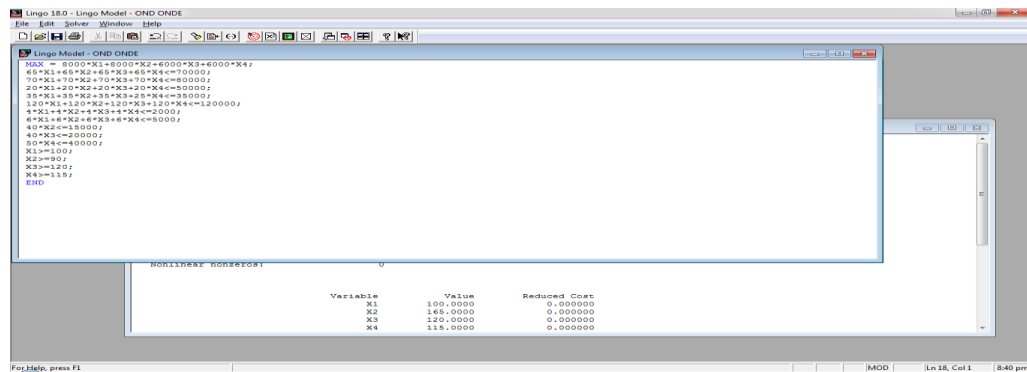 Lingo 18.0 - Lingo Model - OND ONDE
File Edit Solver Window Help
Lingo Model - OND ONDE
MAX = 8000*X1+8000*X2+6000*X3+6000*X4;
65*X1+65*X2+65*X3+65*X4<=70000;
70*X1+70*X2+70*X3+70*X4<=80000;
20*X1+20*X2+20*X3+20*X4<=50000;
35*X1+35*X2+35*X3+25*X4<=35000;
120*X1+120*X2+120*X3+120*X4<=120000;
4*X1+4*X2+4*X3+4*X4<=2000;
6*X1+6*X2+6*X3+6*X4<=5000;
40*X2<=15000;
40*X3<=20000;
50*X4<=40000;
X1>=100;
X2>=90;
X3>=120;
X4>=115;
END
Nonlinear nonzeros: 0
Variable Value Reduced Cost
X1 100.0000 0.000000
X2 165.0000 0.000000
X3 120.0000 0.000000
X4 115.0000 0.000000
For Help, press F1 MOD Ln 18, Col 1 8:40 pm